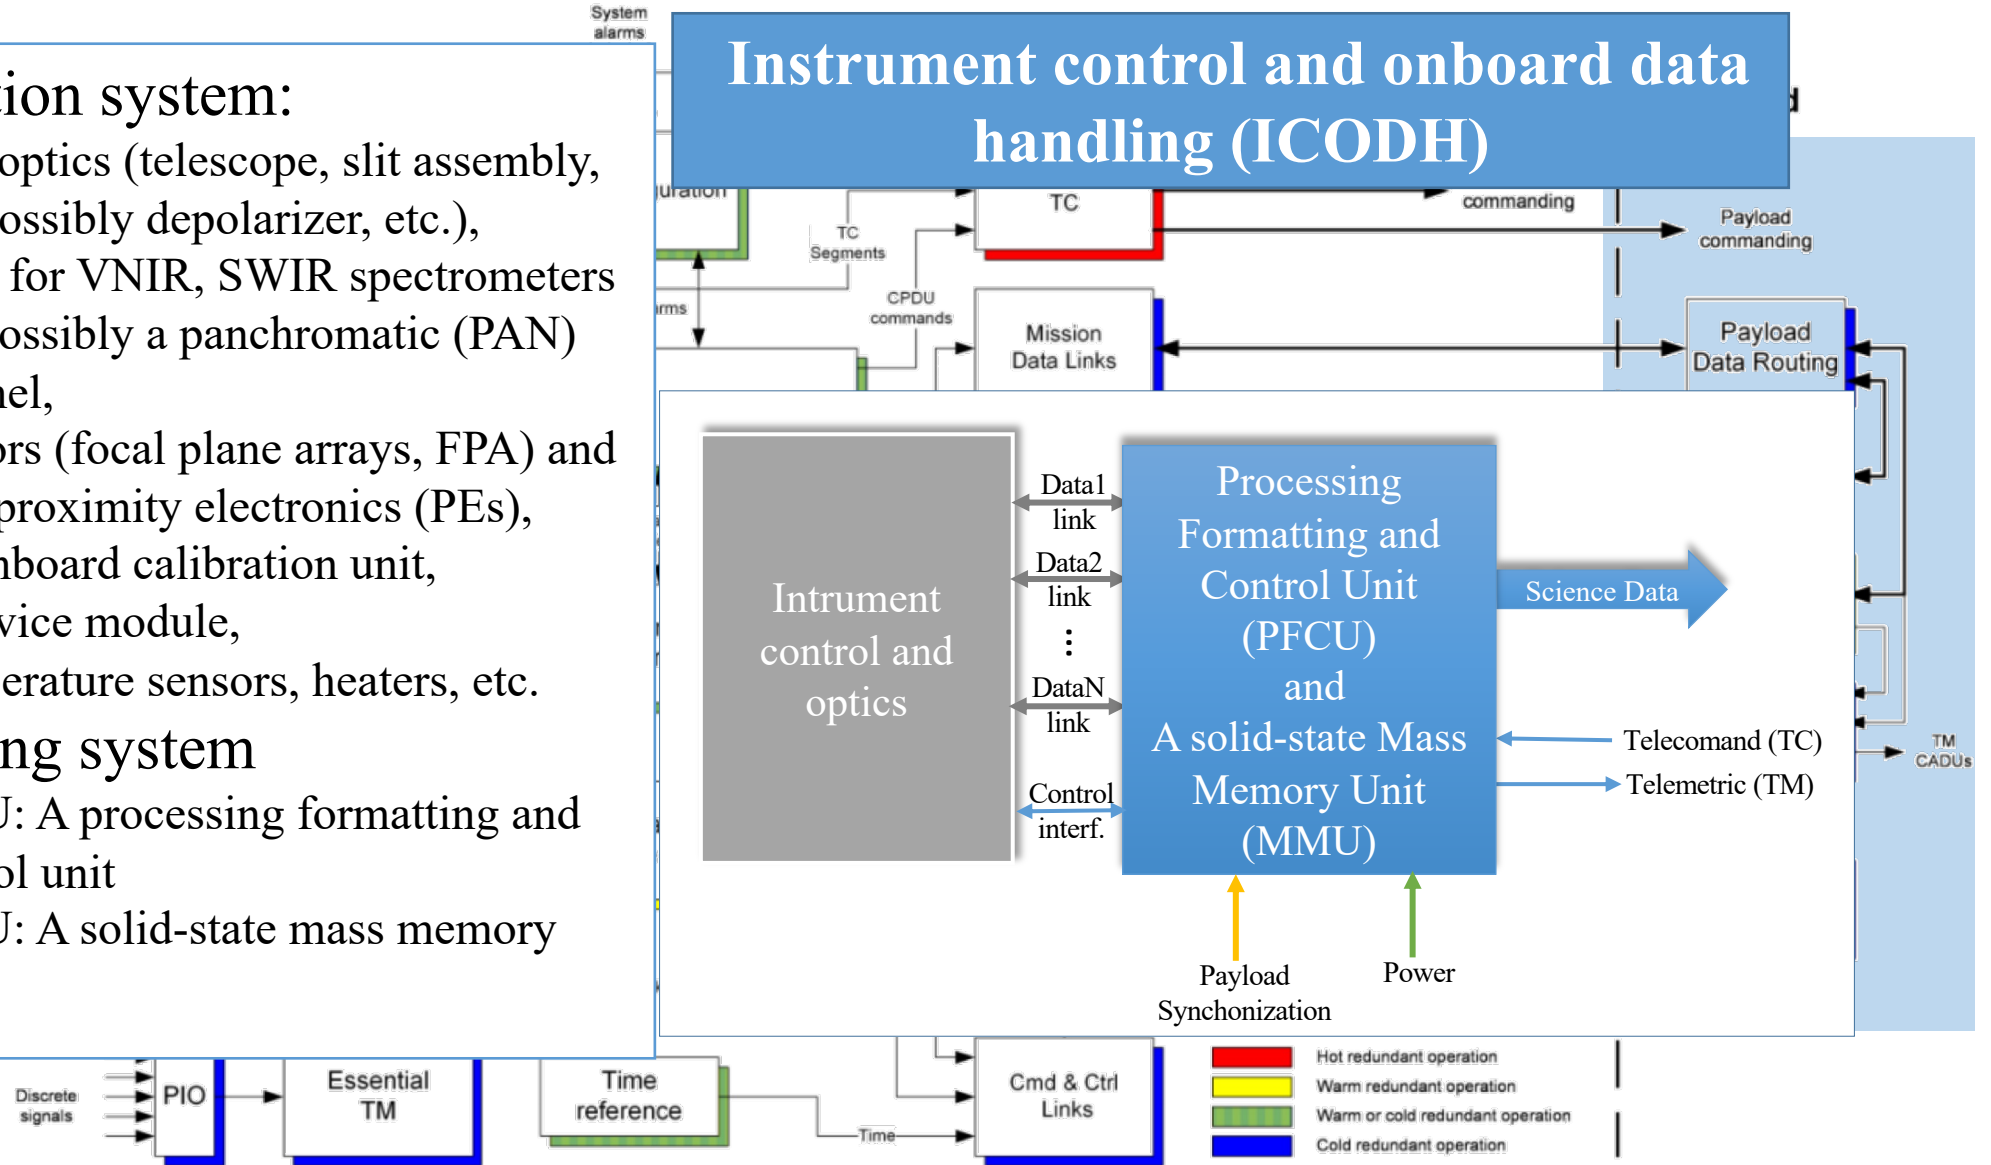 System
alarms
Instrument control and onboard data
handling (ICODH)
tion system:
optics (telescope, slit assembly,
ossibly depolarizer, etc.),
for VNIR, SWIR spectrometers
ossibly a panchromatic (PAN)
nel,
ors (focal plane arrays, FPA) and
proximity electronics (PEs),
nboard calibration unit,
vice module,
erature sensors, heaters, etc.
ng system
U: A processing formatting and
ol unit
U: A solid-state mass memory
uration
TC
Segments
TC
commanding
Payload
commanding
rms
CPDU
commands
Mission
Data Links
Payload
Data Routing
Intrument
control and
optics
Data1
link
Data2
link
DataN
link
Control
interf.
Processing
Formatting and
Control Unit
(PFCU)
and
A solid-state Mass
Memory Unit
(MMU)
Science Data
Telecomand (TC)
Telemetric (TM)
TM
CADUs
Payload
Synchonization
Power
Discrete
signals
PIO
Essential
TM
Time
reference
Time
Cmd & Ctrl
Links
Hot redundant operation
Warm redundant operation
Warm or cold redundant operation
Cold redundant operation